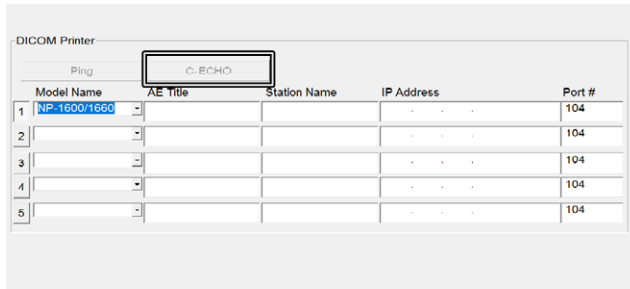 DICOM Printer
Ping C-ECHO
Model Name AE Title Station Name IP Address Port #
1 NP-1600/1660 . . . 104
2 . . . 104
3 . . . 104
4 . . . 104
5 . . . 104